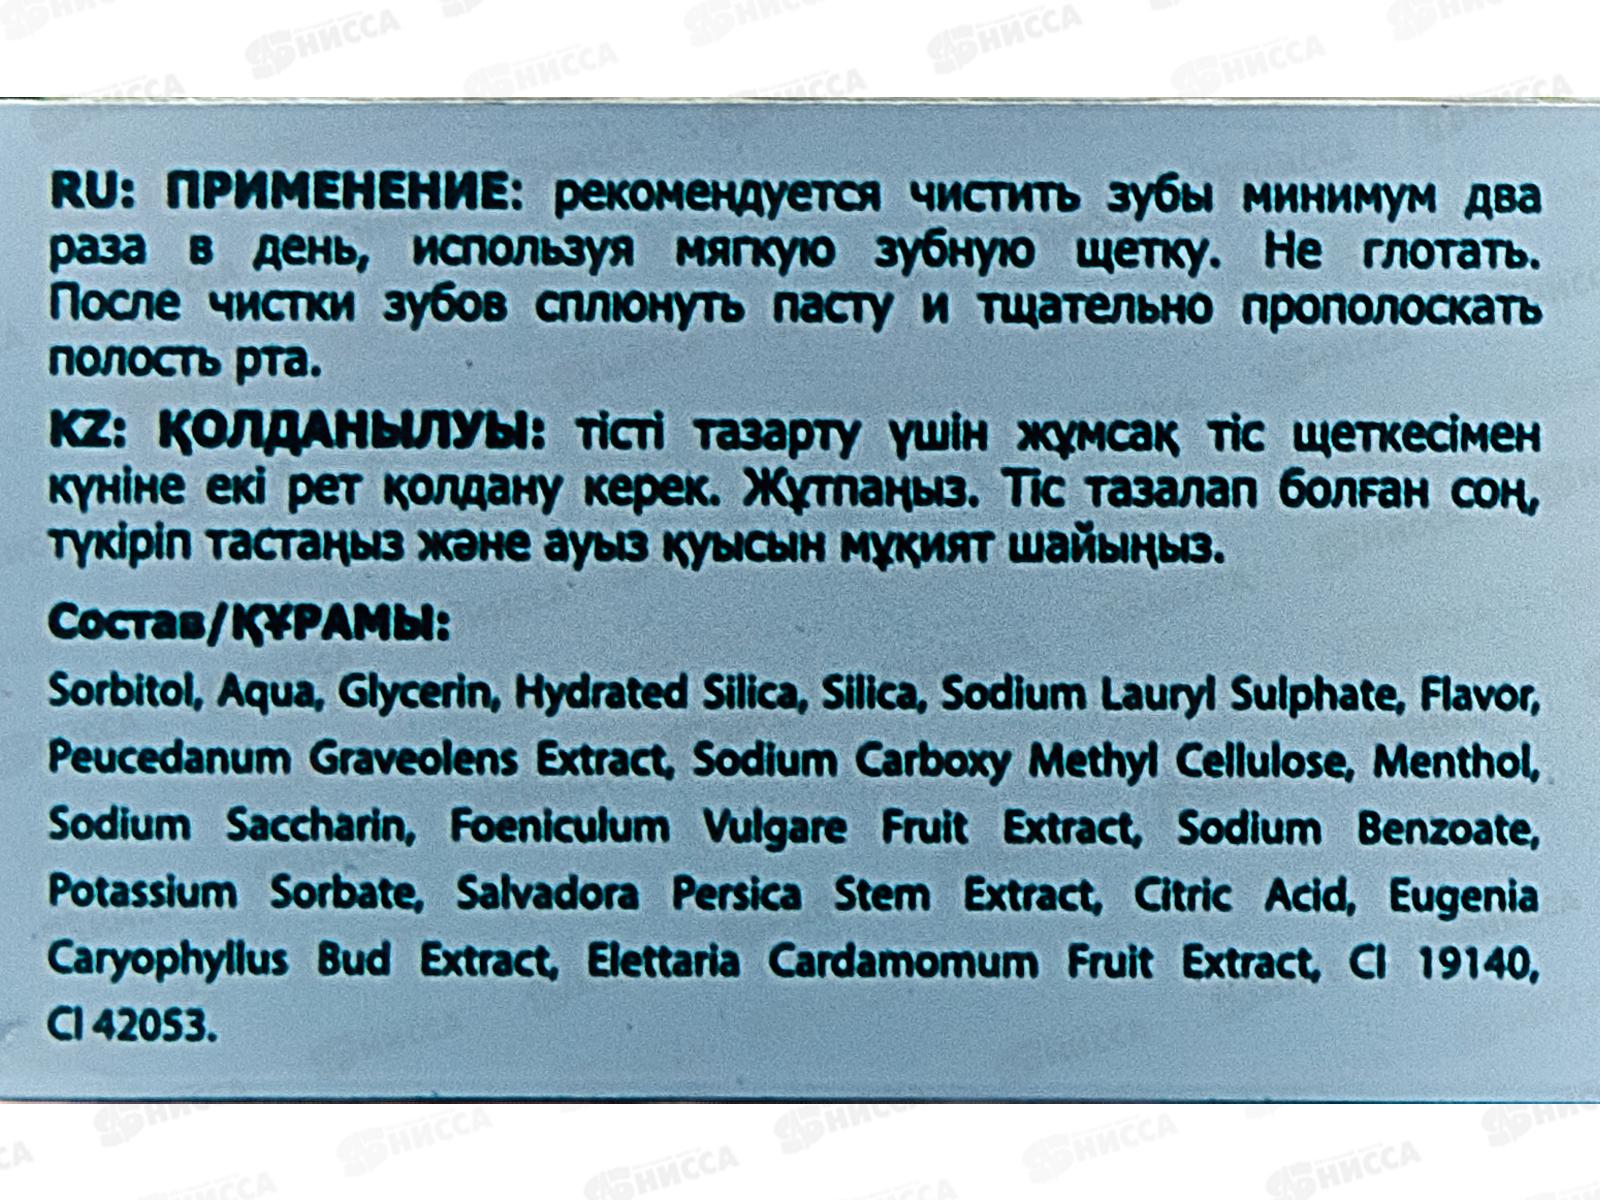 RU: ПРИМЕНЕНИЕ: рекомендуется чистить зубы минимум два
раза в день, используя мягкую зубную щетку. Не глотать.
После чистки зубов сплюнуть пасту и тщательно прополоскать
полость рта.
KZ: ҚОЛДАНЫЛУЫ: тісті тазарту үшін жұмсақ тіс щеткесімен
күніне екі рет қолдану керек. Жұтпаңыз. Тіс тазалап болған соң,
түкіріп тастаңыз және ауыз қуысын мұқият шайыңыз.
Состав/ҚҰРАМЫ:
Sorbitol, Aqua, Glycerin, Hydrated Silica, Silica, Sodium Lauryl Sulphate, Flavor,
Peucedanum Graveolens Extract, Sodium Carboxy Methyl Cellulose, Menthol,
Sodium Saccharin, Foeniculum Vulgare Fruit Extract, Sodium Benzoate,
Potassium Sorbate, Salvadora Persica Stem Extract, Citric Acid, Eugenia
Caryophyllus Bud Extract, Elettaria Cardamomum Fruit Extract, CI 19140,
CI 42053.